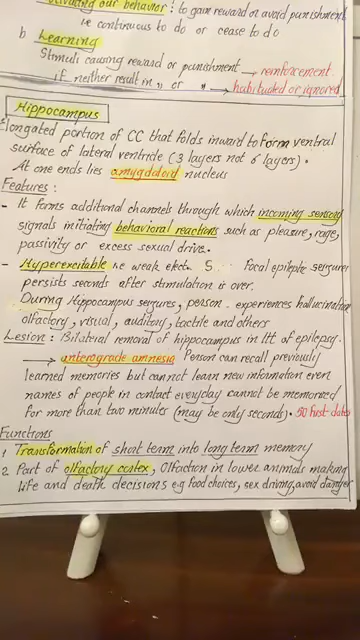 our behavior : to gain reward or avoid punishment
i.e continuous to do or cease to do
b Learning
Stimuli causing reward or punishment → reinforcement
if neither result in " or " → habituated or ignored
Hippocampus
Elongated portion of CC that folds inward to form ventral
surface of lateral ventricle (3 layers not 6 layers).
At one end lies amygdaloid nucleus
Features:
- It forms additional channels through which incoming sensory
signals initiating behavioral reactions such as pleasure, rage,
passivity or excess sexual drive.
- Hyperexcitable weak elect. S focal epileptic seizures
persists seconds after stimulation is over.
During Hippocampus seizures, person experiences hallucination
olfactory, visual, auditory, tactile and others
Lesion: Bilateral removal of hippocampus in ttt of epilepsy.
→ anterograde amnesia Person can recall previously
learned memories but cannot learn new information even
names of people in contact everyday cannot be memorized
for more than two minutes (may be only seconds). 50 first dates
Functions
1 Transformation of short term into long term memory
2 Part of olfactory cortex, Olfaction in lower animals making
life and death decisions e.g food choices, sex driving, avoid danger